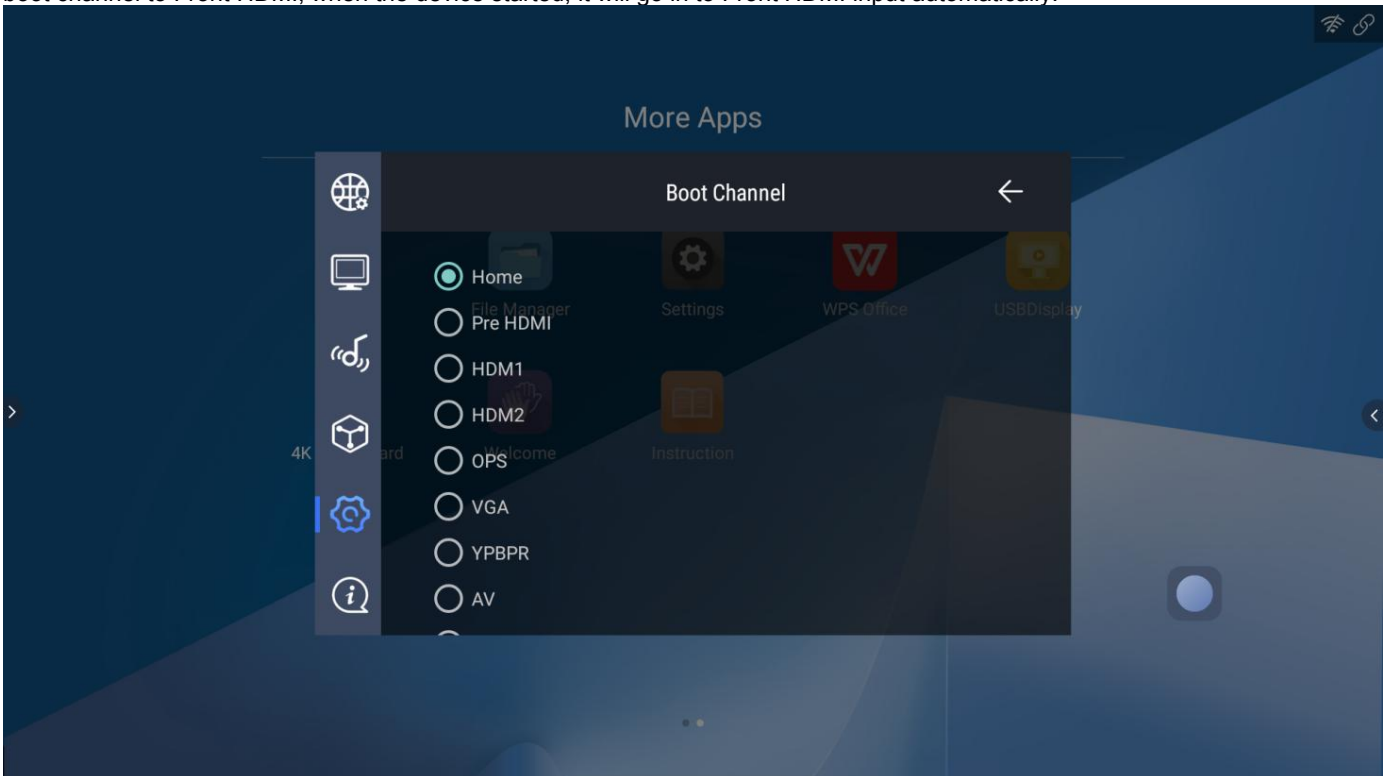 boot channel to Front HDMI, when the device started, it will go in to Front HDMI input automatically.
More Apps
Boot Channel
Home
File Manager
Settings
WPS Office
USBDisplay
Pre HDMI
HDM1
HDM2
4K
ard
Welcome
Instruction
OPS
VGA
YPBPR
AV